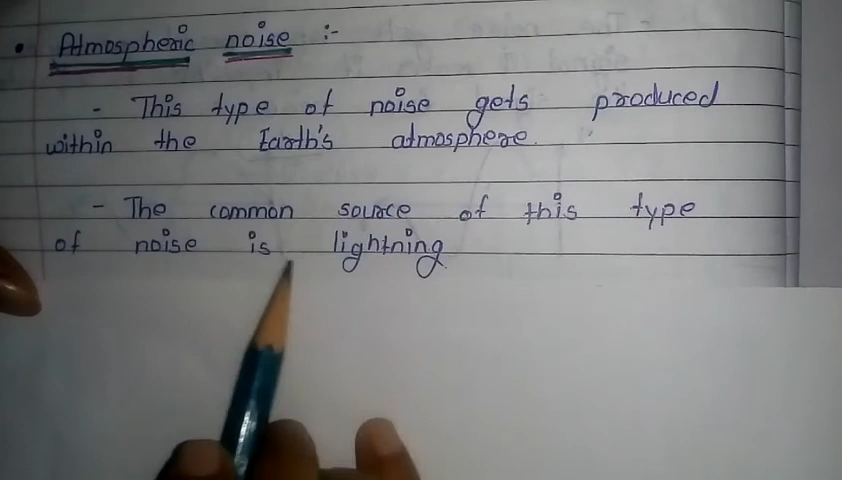 • Atmospheric noise :-
- This type of noise gets produced
within the Earth's atmosphere.
- The common source of this type
of noise is lightning.